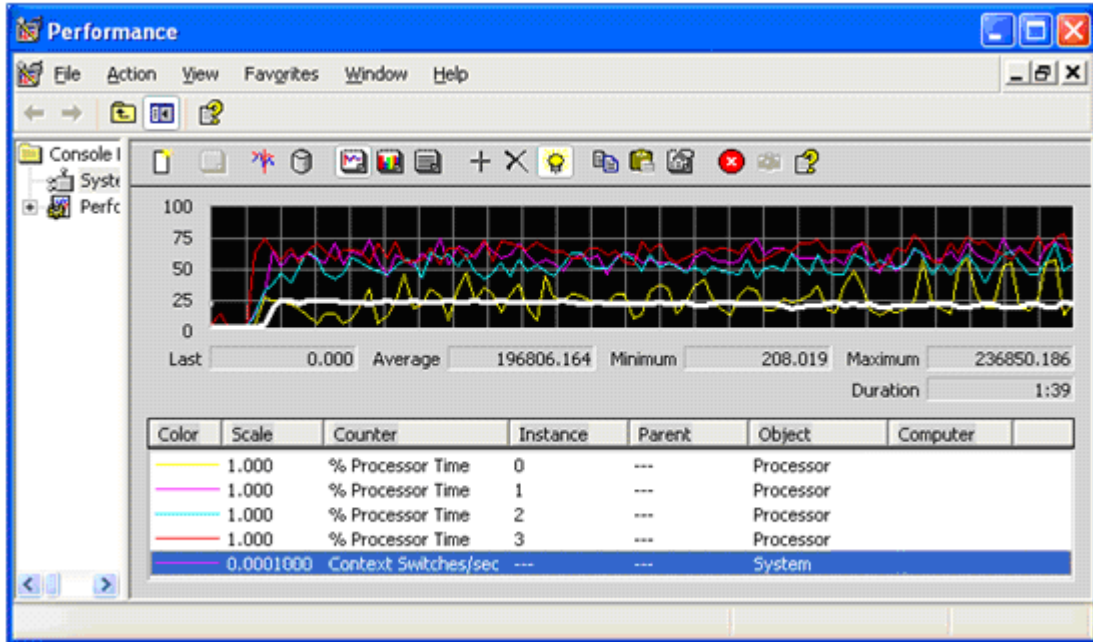 Performance
File Action View Favorites Window Help
Console I
Syste
Perfc
100
75
50
25
0
Last 0.000 Average 196806.164 Minimum 208.019 Maximum 236850.186
Duration 1:39
Color Scale Counter Instance Parent Object Computer
1.000 % Processor Time 0 --- Processor
1.000 % Processor Time 1 --- Processor
1.000 % Processor Time 2 --- Processor
1.000 % Processor Time 3 --- Processor
0.0001000 Context Switches/sec --- --- System